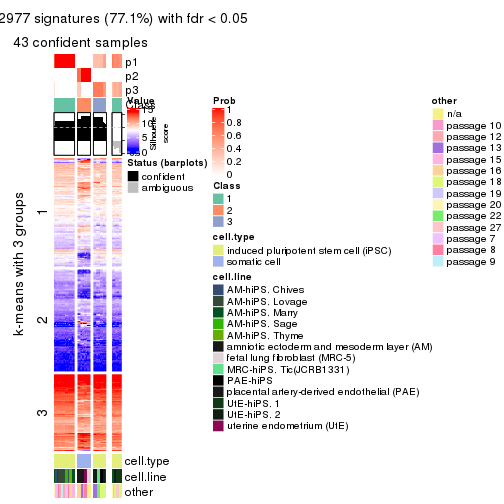 2977 signatures (77.1%) with fdr < 0.05
43 confident samples
p1
p2
p3
Class
k-means with 3 groups
1
2
3
cell.type
cell.line
other
Value
15
5
0
Silhouette score
Status (barplots)
confident
ambiguous
Prob
1
0.8
0.6
0.4
0.2
0
Class
1
2
3
cell.type
induced pluripotent stem cell (iPSC)
somatic cell
cell.line
AM-hiPS. Chives
AM-hiPS. Lovage
AM-hiPS. Marry
AM-hiPS. Sage
AM-hiPS. Thyme
amniotic ectoderm and mesoderm layer (AM)
fetal lung fibroblast (MRC-5)
MRC-hiPS. Tic(JCRB1331)
PAE-hiPS
placental artery-derived endothelial (PAE)
UtE-hiPS. 1
UtE-hiPS. 2
uterine endometrium (UtE)
other
n/a
passage 10
passage 12
passage 13
passage 15
passage 16
passage 18
passage 19
passage 20
passage 22
passage 27
passage 7
passage 8
passage 9